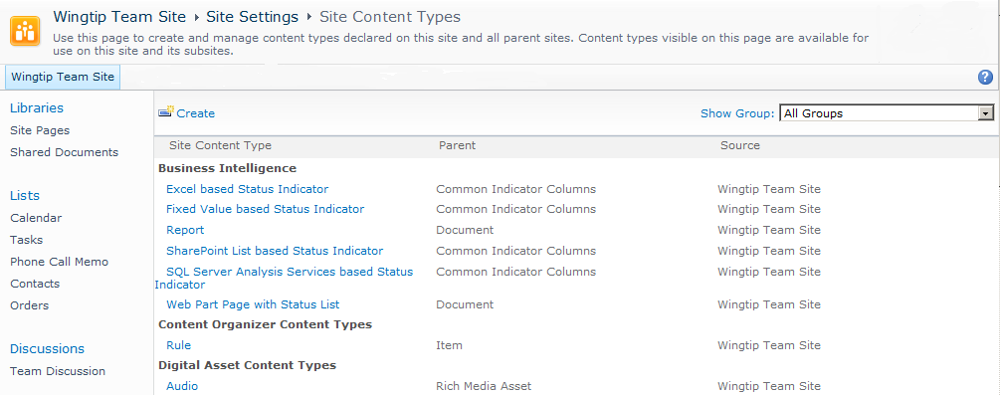 Wingtip Team Site ▸ Site Settings ▸ Site Content Types
Use this page to create and manage content types declared on this site and all parent sites. Content types visible on this page are available for
use on this site and its subsites.
Wingtip Team Site
?
Libraries
Site Pages
Shared Documents
Lists
Calendar
Tasks
Phone Call Memo
Contacts
Orders
Discussions
Team Discussion
Create
Show Group: All Groups
Site Content Type Parent Source
Business Intelligence
Excel based Status Indicator Common Indicator Columns Wingtip Team Site
Fixed Value based Status Indicator Common Indicator Columns Wingtip Team Site
Report Document Wingtip Team Site
SharePoint List based Status Indicator Common Indicator Columns Wingtip Team Site
SQL Server Analysis Services based Status Common Indicator Columns Wingtip Team Site
Indicator
Web Part Page with Status List Document Wingtip Team Site
Content Organizer Content Types
Rule Item Wingtip Team Site
Digital Asset Content Types
Audio Rich Media Asset Wingtip Team Site